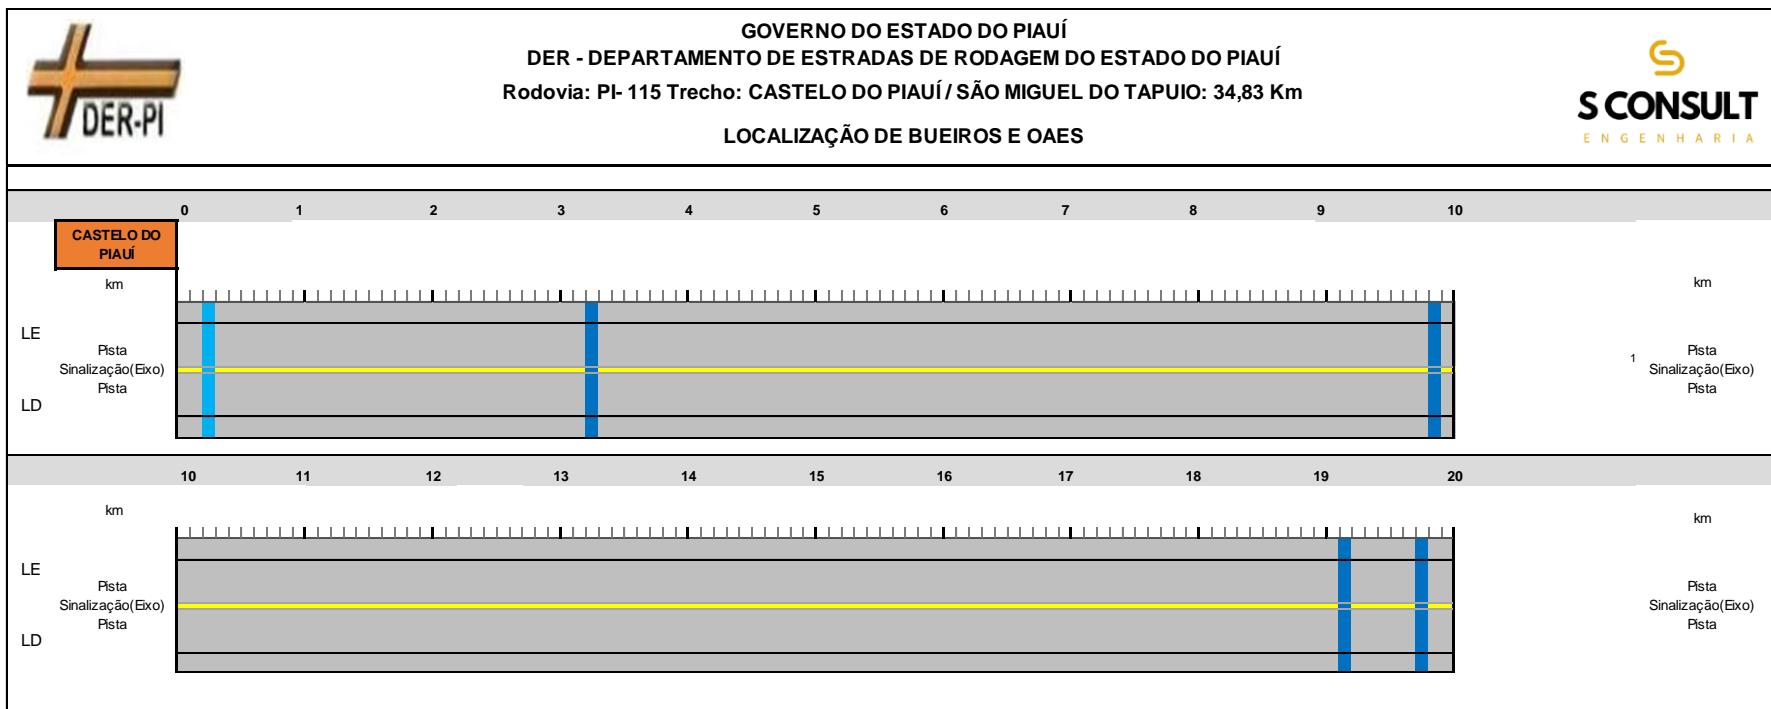 GOVERNO DO ESTADO DO PIAUÍ
DER - DEPARTAMENTO DE ESTRADAS DE RODAGEM DO ESTADO DO PIAUÍ
Rodovia: PI- 115 Trecho: CASTELO DO PIAUÍ / SÃO MIGUEL DO TAPUIO: 34,83 Km
LOCALIZAÇÃO DE BUEIROS E OAES
DER-PI
S CONSULT
ENGENHARIA
0 1 2 3 4 5 6 7 8 9 10
CASTELO DO
PIAUÍ
km km
LE
Pista 1 Pista
Sinalização(Eixo) Sinalização(Eixo)
Pista Pista
LD
10 11 12 13 14 15 16 17 18 19 20
km km
LE
Pista Pista
Sinalização(Eixo) Sinalização(Eixo)
Pista Pista
LD